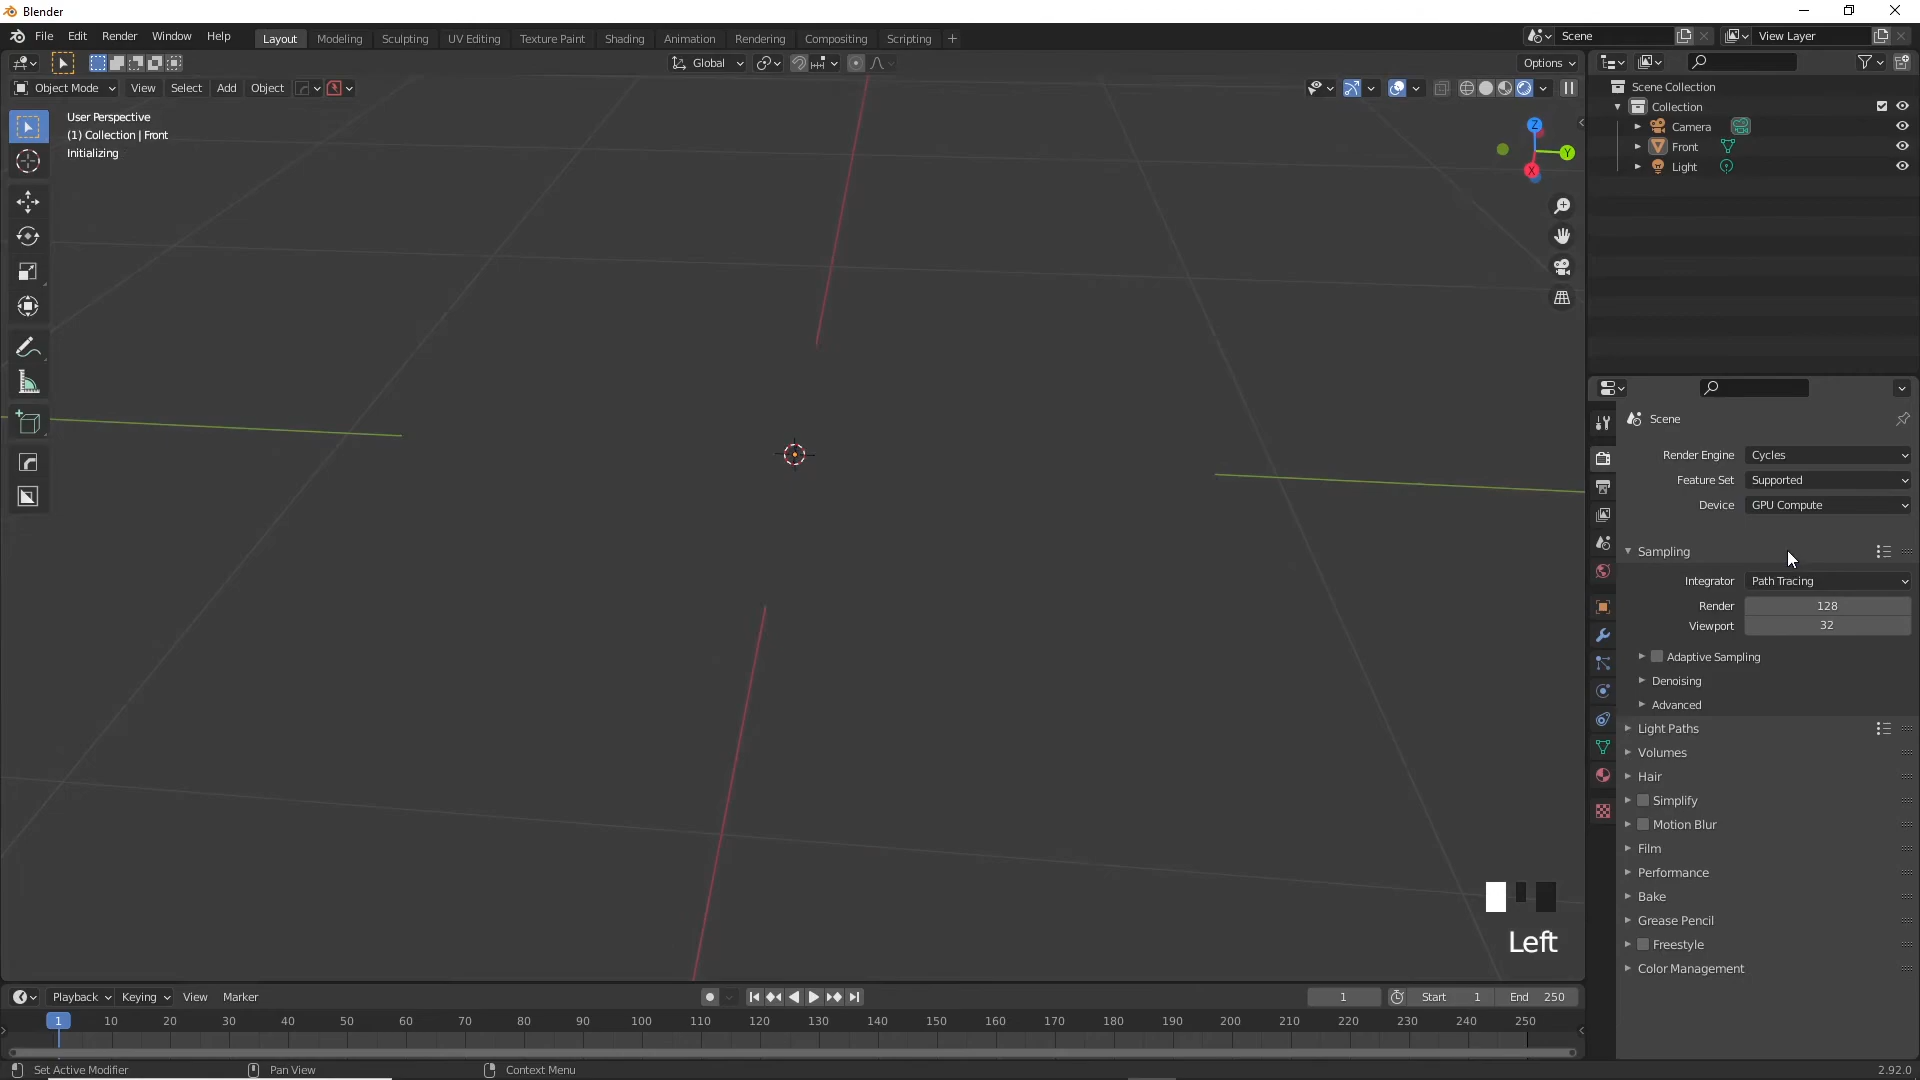 Blender
File Edit Render Window Help
Layout Modeling Sculpting UV Editing Texture Paint Shading Animation Rendering Compositing Scripting +
Scene
View Layer
Global
Options
Object Mode View Select Add Object
User Perspective
(1) Collection | Front
Initializing
Z
Y
X
Left
Scene Collection
Collection
Camera
Front
Light
Scene
Render Engine Cycles
Feature Set Supported
Device GPU Compute
Sampling
Integrator Path Tracing
Render 128
Viewport 32
Adaptive Sampling
Denoising
Advanced
Light Paths
Volumes
Hair
Simplify
Motion Blur
Film
Performance
Bake
Grease Pencil
Freestyle
Color Management
Playback Keying View Marker
1 Start 1 End 250
1 10 20 30 40 50 60 70 80 90 100 110 120 130 140 150 160 170 180 190 200 210 220 230 240 250
Set Active Modifier Pan View Context Menu 2.92.0